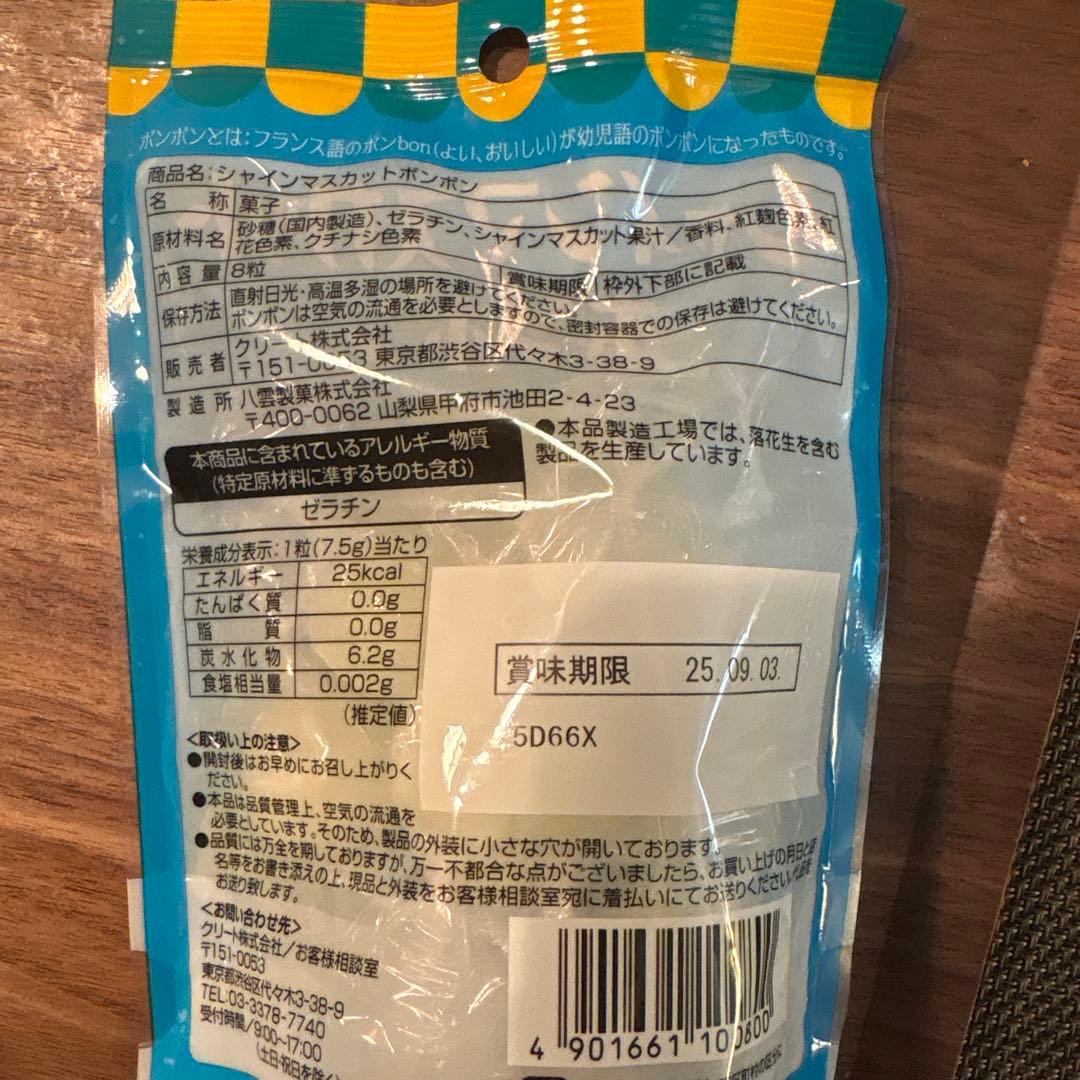 ボンボンとは:フランス語のボンbon(よい、おいしい)が幼児語のボンボンになったものです。
商品名:シャインマスカットボンボン
名称 菓子
原材料名 砂糖(国内製造)、ゼラチン、シャインマスカット果汁/香料、紅麹色素、紅
花色素、クチナシ色素
内容量 8粒 賞味期限 枠外下部に記載
保存方法 直射日光・高温多湿の場所を避けてください。
ボンボンは空気の流通を必要としますので、密封容器での保存は避けてください。
販売者 クリート株式会社
〒151-0053 東京都渋谷区代々木3-38-9
製造所 八雲製菓株式会社
〒400-0062 山梨県甲府市池田2-4-23
本商品に含まれているアレルギー物質
(特定原材料に準ずるものも含む)
ゼラチン
●本品製造工場では、落花生を含む
製品を生産しています。
栄養成分表示:1粒(7.5g)当たり
エネルギー 25kcal
たんぱく質 0.0g
脂質 0.0g
炭水化物 6.2g
食塩相当量 0.002g
(推定値)
賞味期限 25.09.03.
5D66X
<取扱い上の注意>
●開封後はお早めにお召し上がりく
ださい。
●本品は品質管理上、空気の流通を
必要としています。そのため、製品の外装に小さな穴が開いております。
●品質には万全を期しておりますが、万一不都合な点がございましたら、お買い上げの月日と
名等をお書き添えの上、現品と外装をお客様相談室宛に着払いにてお送りください。
お送り致します。
<お問い合わせ先>
クリート株式会社/お客様相談室
〒151-0053
東京都渋谷区代々木3-38-9
TEL:03-3378-7740
受付時間/9:00~17:00
(土日・祝日を除く)
4 901661 100800
町村の区分に